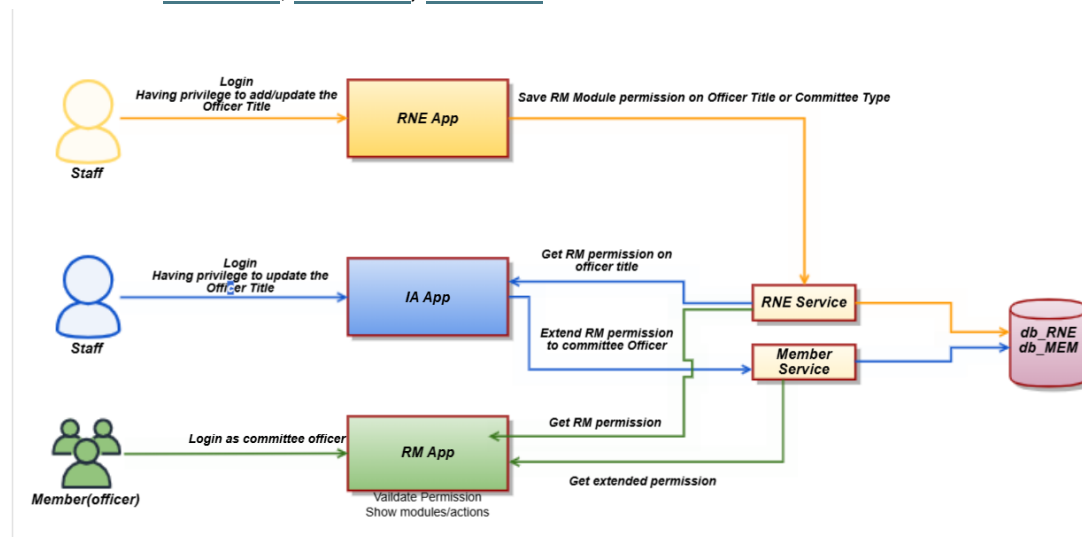 Login
Having privilege to add/update the
Officer Title
Staff
RNE App
Save RM Module permission on Officer Title or Committee Type
Login
Having privilege to update the
Officer Title
Staff
IA App
Get RM permission on
officer title
Extend RM permission
to committee Officer
RNE Service
Member
Service
db_RNE
db_MEM
Login as committee officer
Member(officer)
RM App
Vaildate Permission
Show modules/actions
Get RM permission
Get extended permission